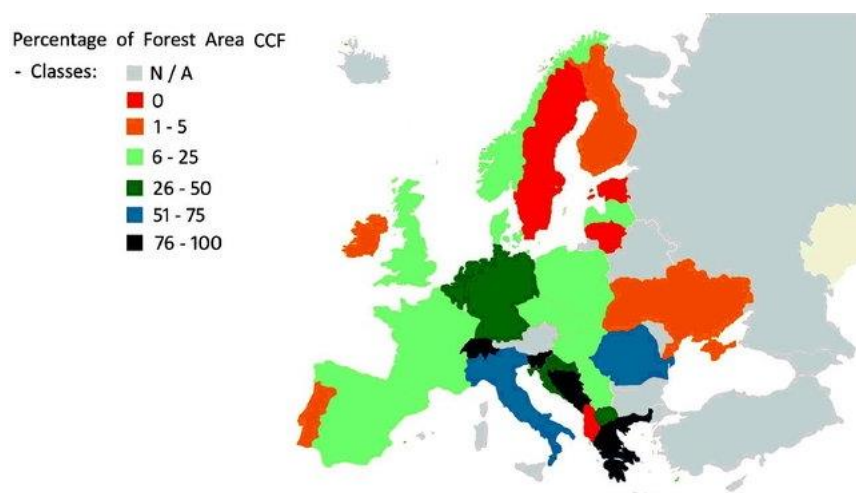 Percentage of Forest Area CCF
- Classes:
N / A
0
1 - 5
6 - 25
26 - 50
51 - 75
76 - 100